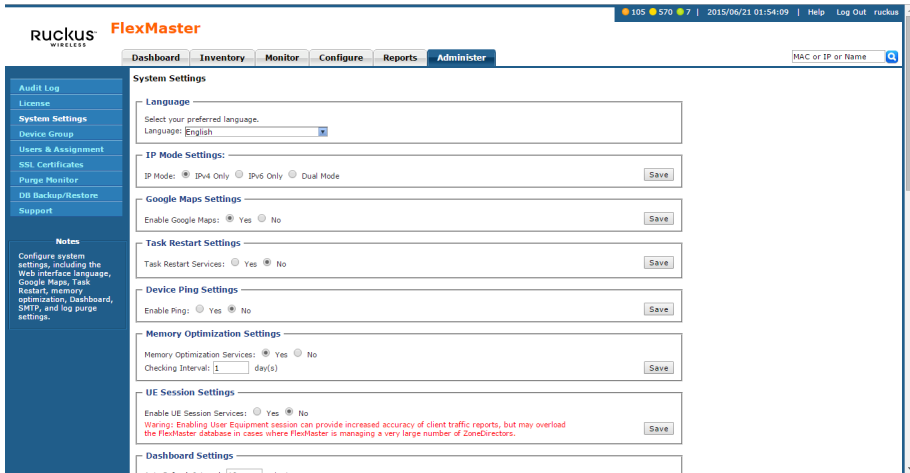 105 570 7 | 2015/06/21 01:54:09 | Help Log Out ruckus
Ruckus WIRELESS
FlexMaster
Dashboard Inventory Monitor Configure Reports Administer
MAC or IP or Name
Audit Log
License
System Settings
Device Group
Users & Assignment
SSL Certificates
Purge Monitor
DB Backup/Restore
Support
Notes
Configure system
settings, including the
Web interface language,
Google Maps, Task
Restart, memory
optimization, Dashboard,
SMTP, and log purge
settings.
System Settings
Language
Select your preferred language.
Language: English
IP Mode Settings:
IP Mode: IPv4 Only IPv6 Only Dual Mode Save
Google Maps Settings
Enable Google Maps: Yes No Save
Task Restart Settings
Task Restart Services: Yes No Save
Device Ping Settings
Enable Ping: Yes No Save
Memory Optimization Settings
Memory Optimization Services: Yes No
Checking Interval: 1 day(s) Save
UE Session Settings
Enable UE Session Services: Yes No
Waring: Enabling User Equipment session can provide increased accuracy of client traffic reports, but may overload
the FlexMaster database in cases where FlexMaster is managing a very large number of ZoneDirectors. Save
Dashboard Settings